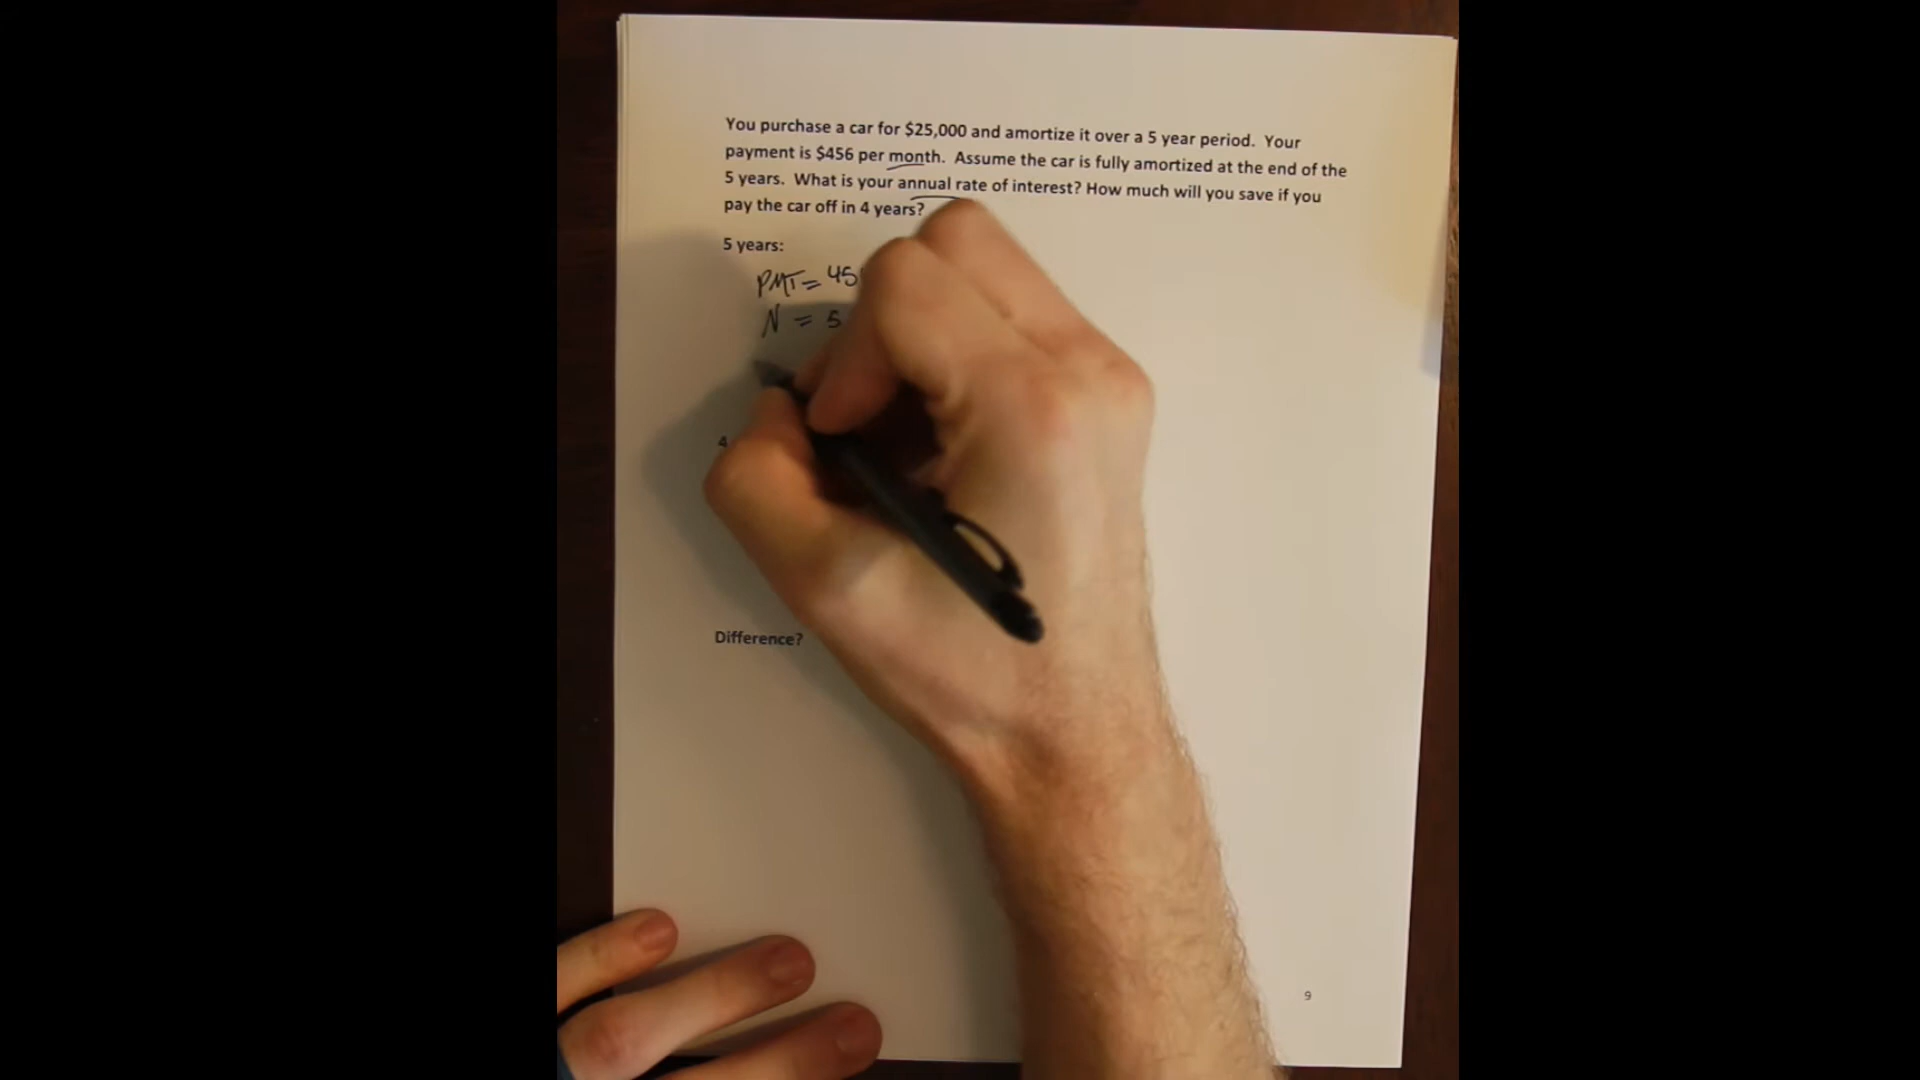 You purchase a car for $25,000 and amortize it over a 5 year period. Your
payment is $456 per month. Assume the car is fully amortized at the end of the
5 years. What is your annual rate of interest? How much will you save if you
pay the car off in 4 years?
5 years:
PMT = 45
N = 5
4
Difference?
9